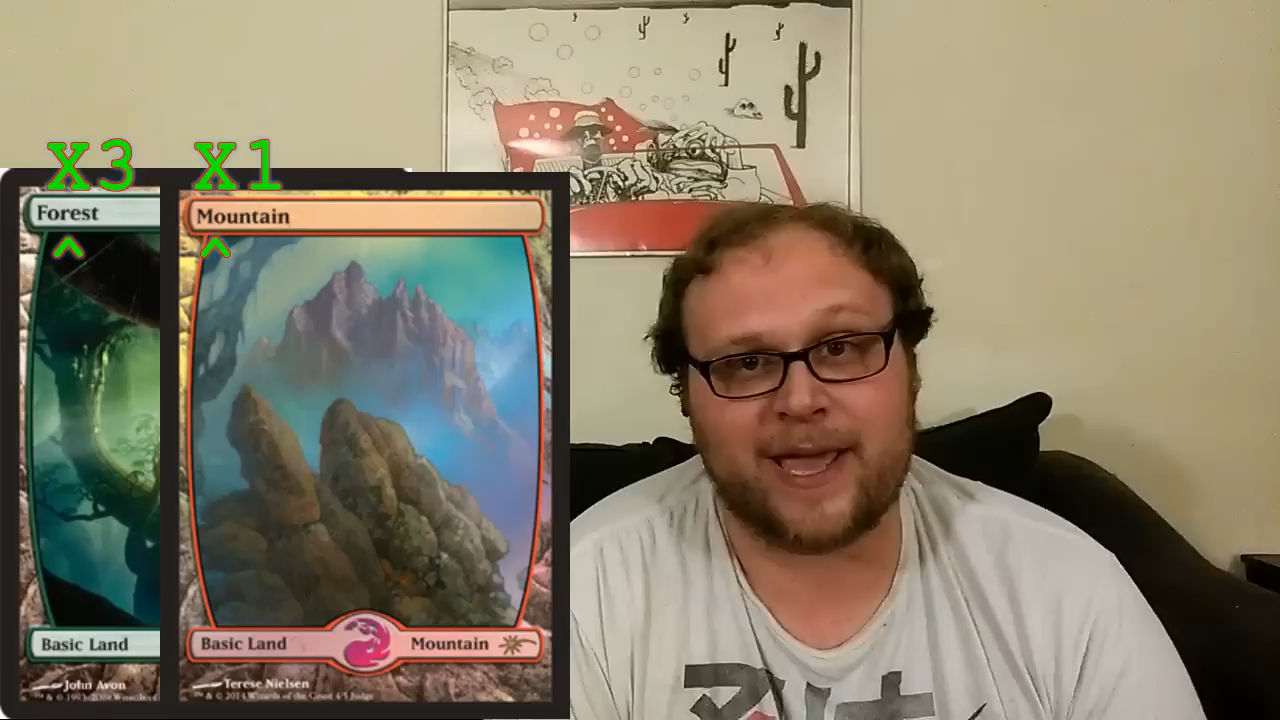 X3
X1
Forest
^
Mountain
^
Basic Land
Basic Land
Mountain
John Avon
Terese Nielsen